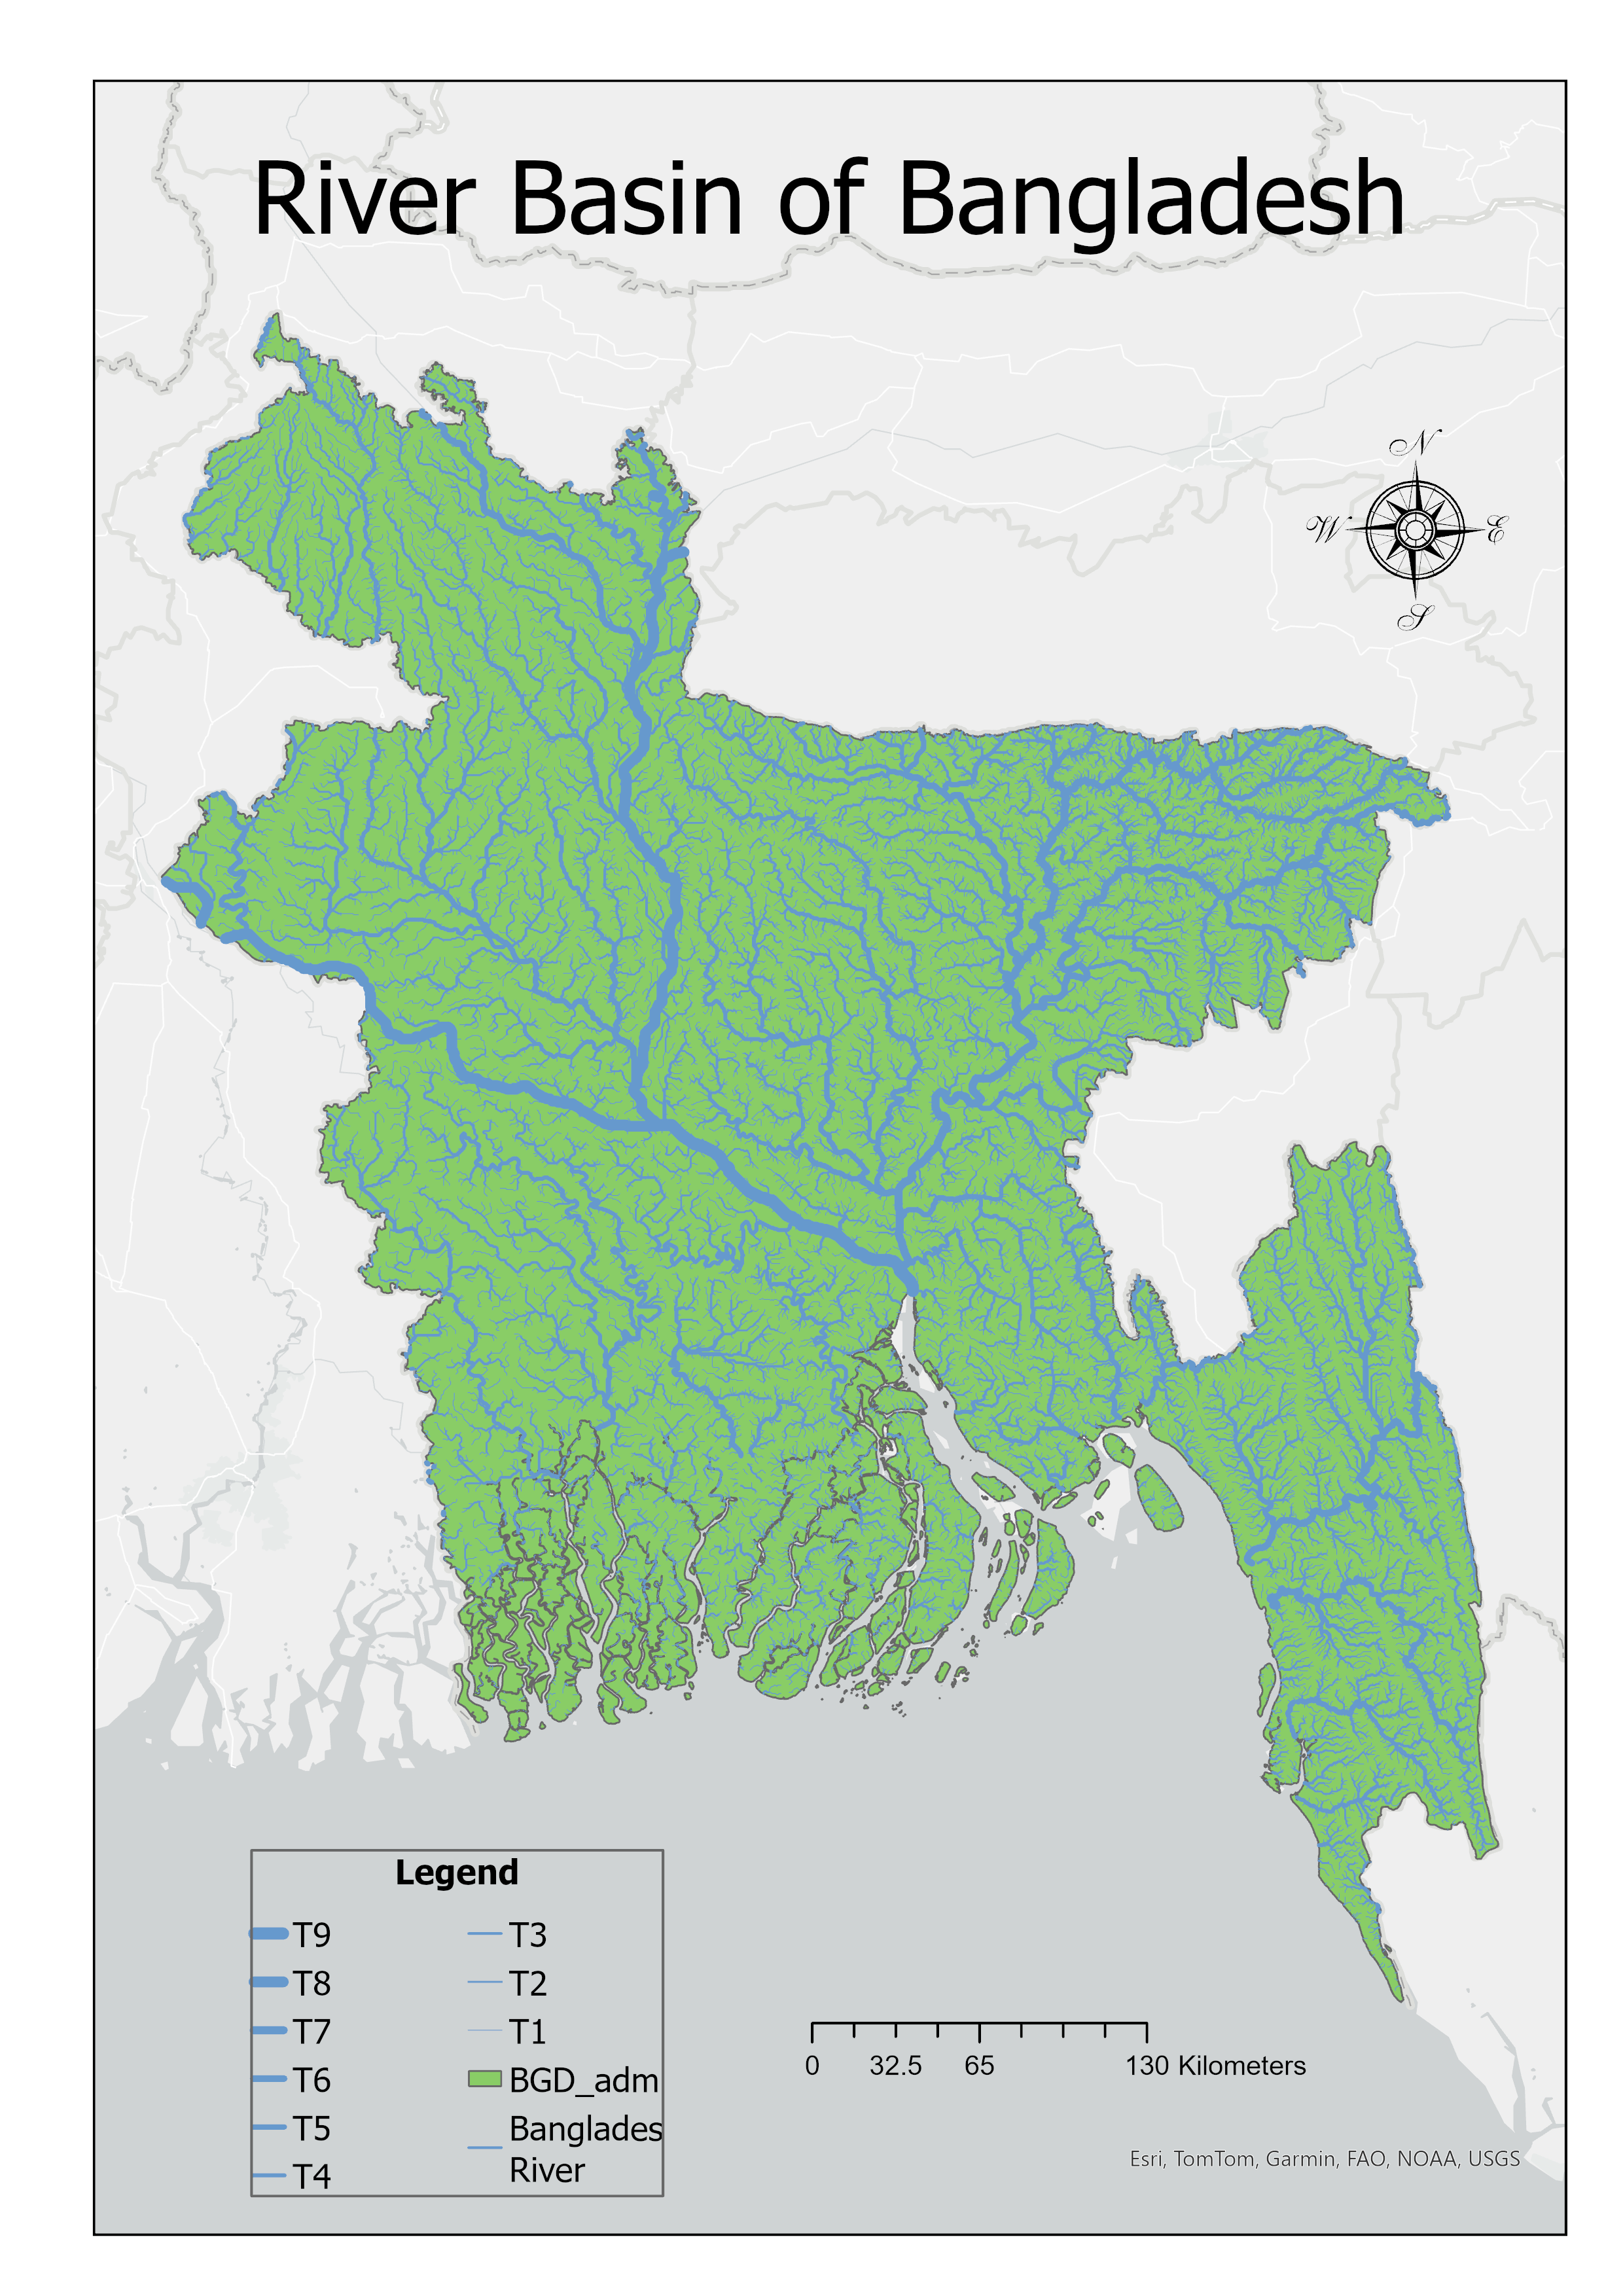 River Basin of Bangladesh
N
W
E
S
Legend
T9
T8
T7
T6
T5
T4
T3
T2
T1
BGD_adm
Banglades
River
0 32.5 65 130 Kilometers
Esri, TomTom, Garmin, FAO, NOAA, USGS